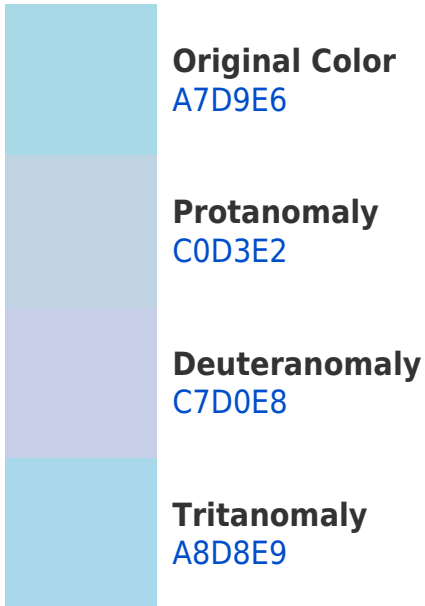 Original Color
A7D9E6
Protanomaly
C0D3E2
Deuteranomaly
C7D0E8
Tritanomaly
A8D8E9